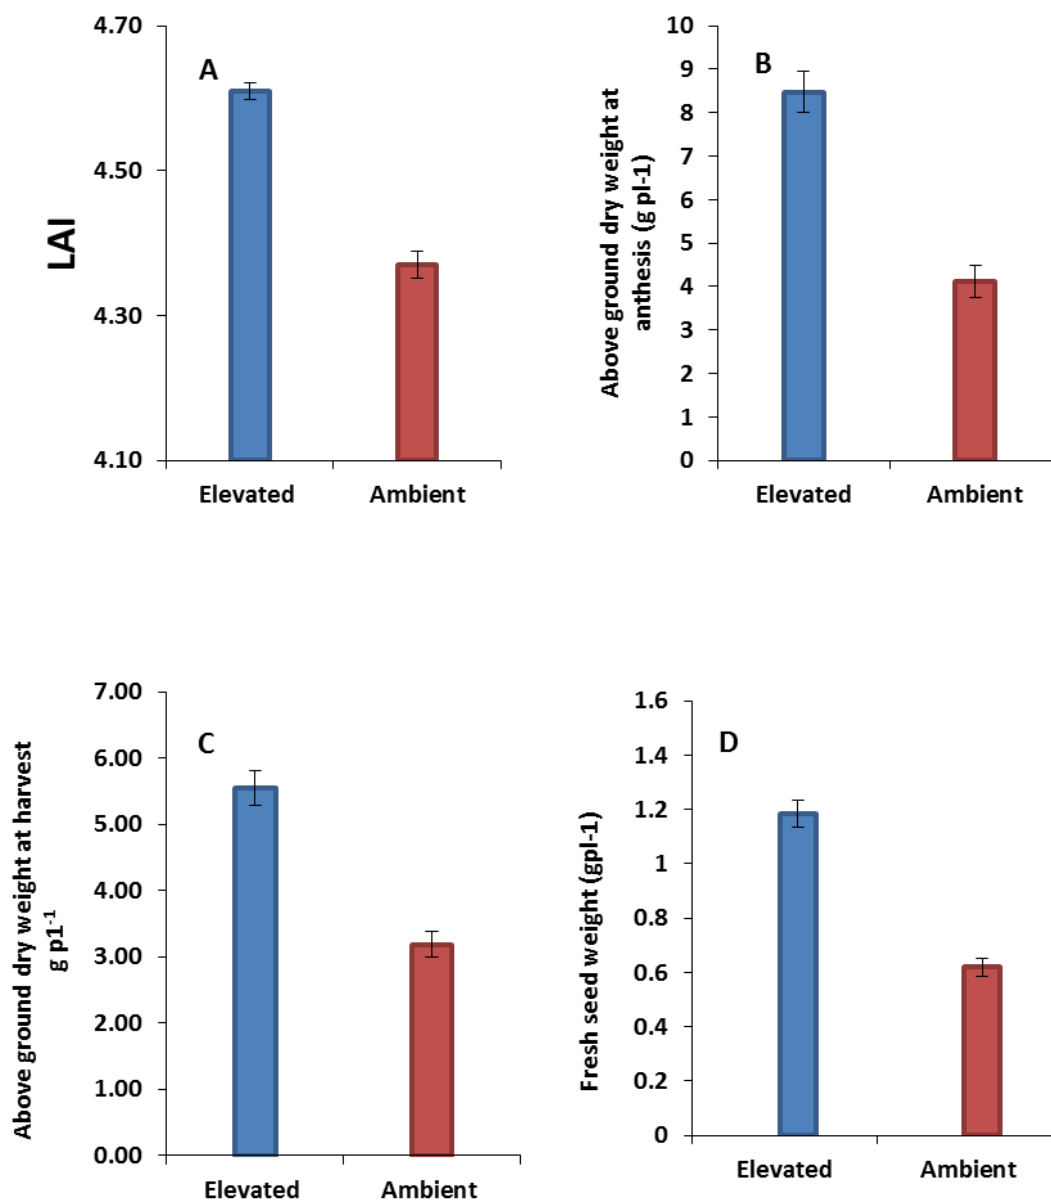 4.70
4.50
4.30
4.10
LAI
A
Elevated
Ambient
10
9
8
7
6
5
4
3
2
1
0
Above ground dry weight at
anthesis (g pl-1)
B
Elevated
Ambient
7.00
6.00
5.00
4.00
3.00
2.00
1.00
0.00
Above ground dry weight at harvest
g p1⁻¹
C
Elevated
Ambient
1.6
1.4
1.2
1
0.8
0.6
0.4
0.2
0
Fresh seed weight (gpl-1)
D
Elevated
Ambient